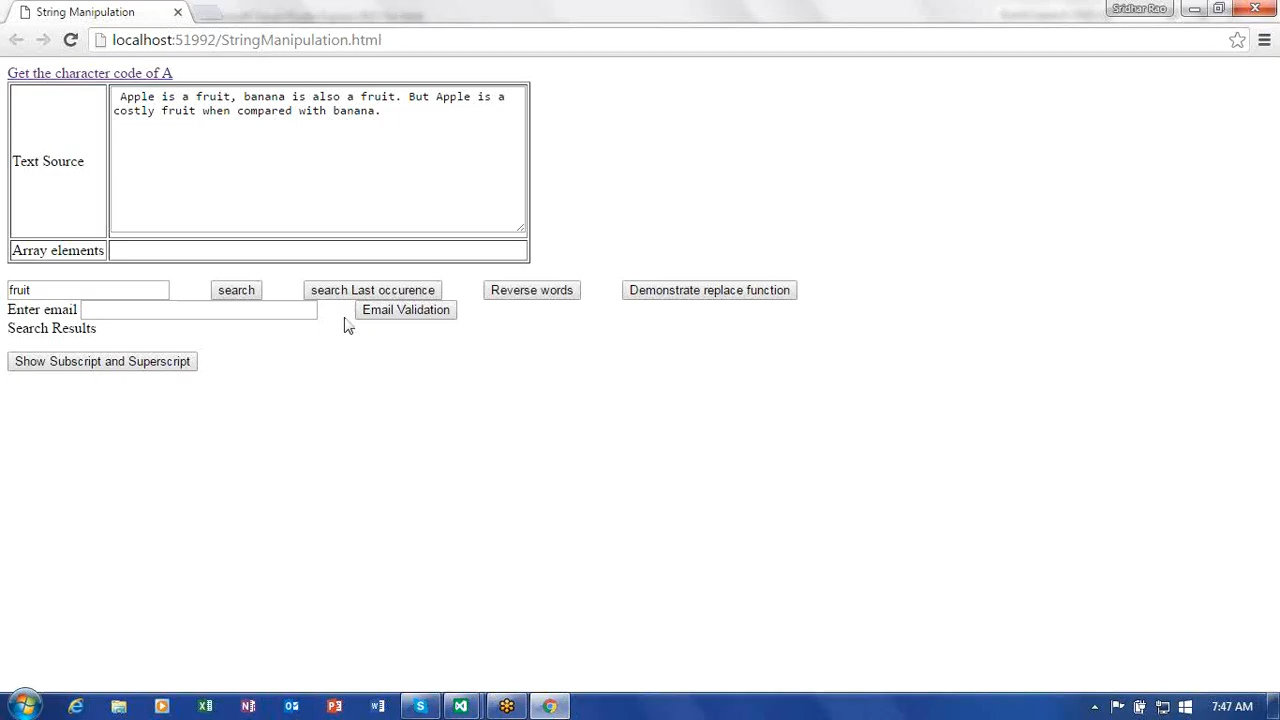 String Manipulation
Sridhar Rao
localhost:51992/StringManipulation.html
Get the character code of A
Text Source
Apple is a fruit, banana is also a fruit. But Apple is a
costly fruit when compared with banana.
Array elements
fruit search search Last occurence Reverse words Demonstrate replace function
Enter email Email Validation
Search Results
Show Subscript and Superscript
7:47 AM